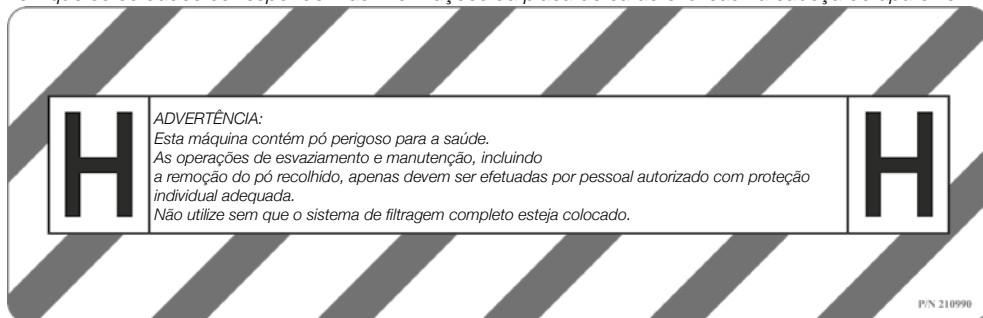 H
ADVERTÊNCIA:
Esta máquina contém pó perigoso para a saúde.
As operações de esvaziamento e manutenção, incluindo
a remoção do pó recolhido, apenas devem ser efetuadas por pessoal autorizado com proteção
individual adequada.
Não utilize sem que o sistema de filtragem completo esteja colocado.
H
P/N 210990